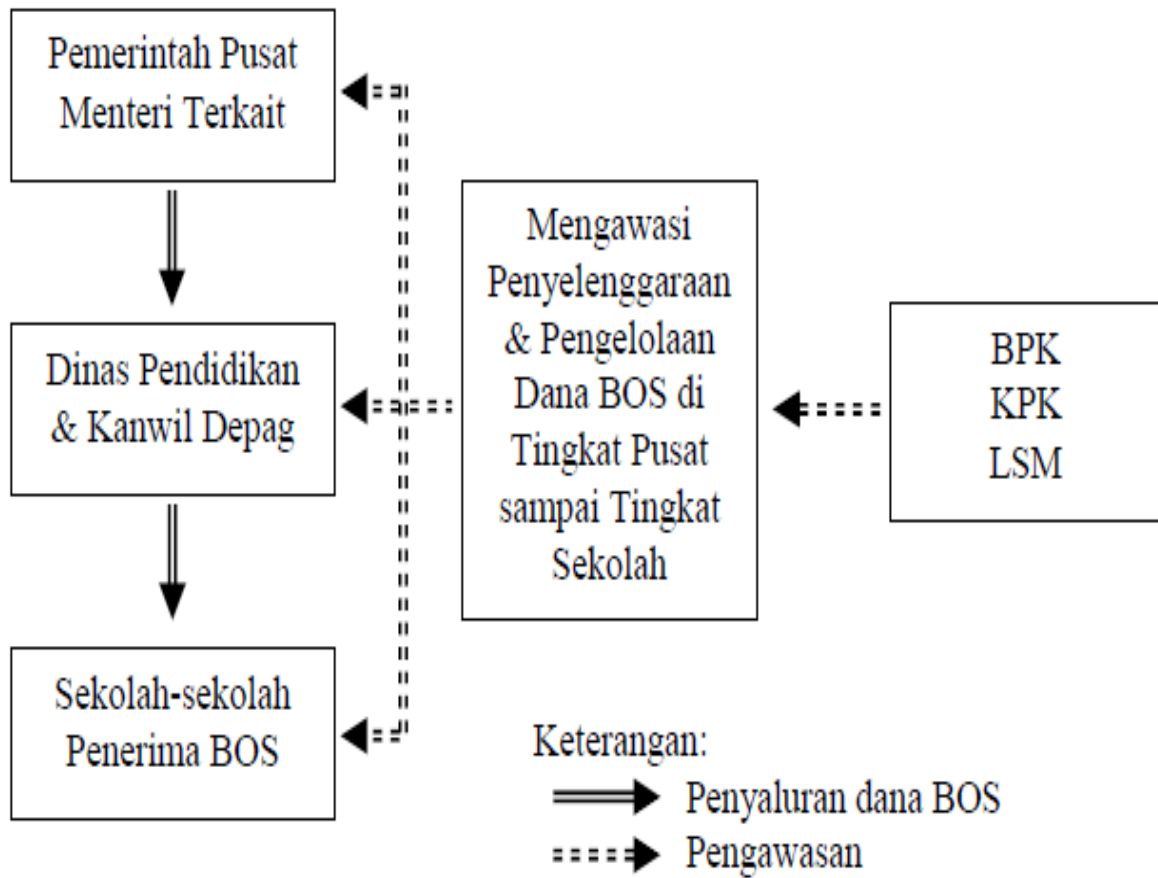 Pemerintah Pusat
Menteri Terkait
Dinas Pendidikan
& Kanwil Depag
Sekolah-sekolah
Penerima BOS
Mengawasi
Penyelenggaraan
& Pengelolaan
Dana BOS di
Tingkat Pusat
sampai Tingkat
Sekolah
BPK
KPK
LSM
Keterangan:
Penyaluran dana BOS
Pengawasan